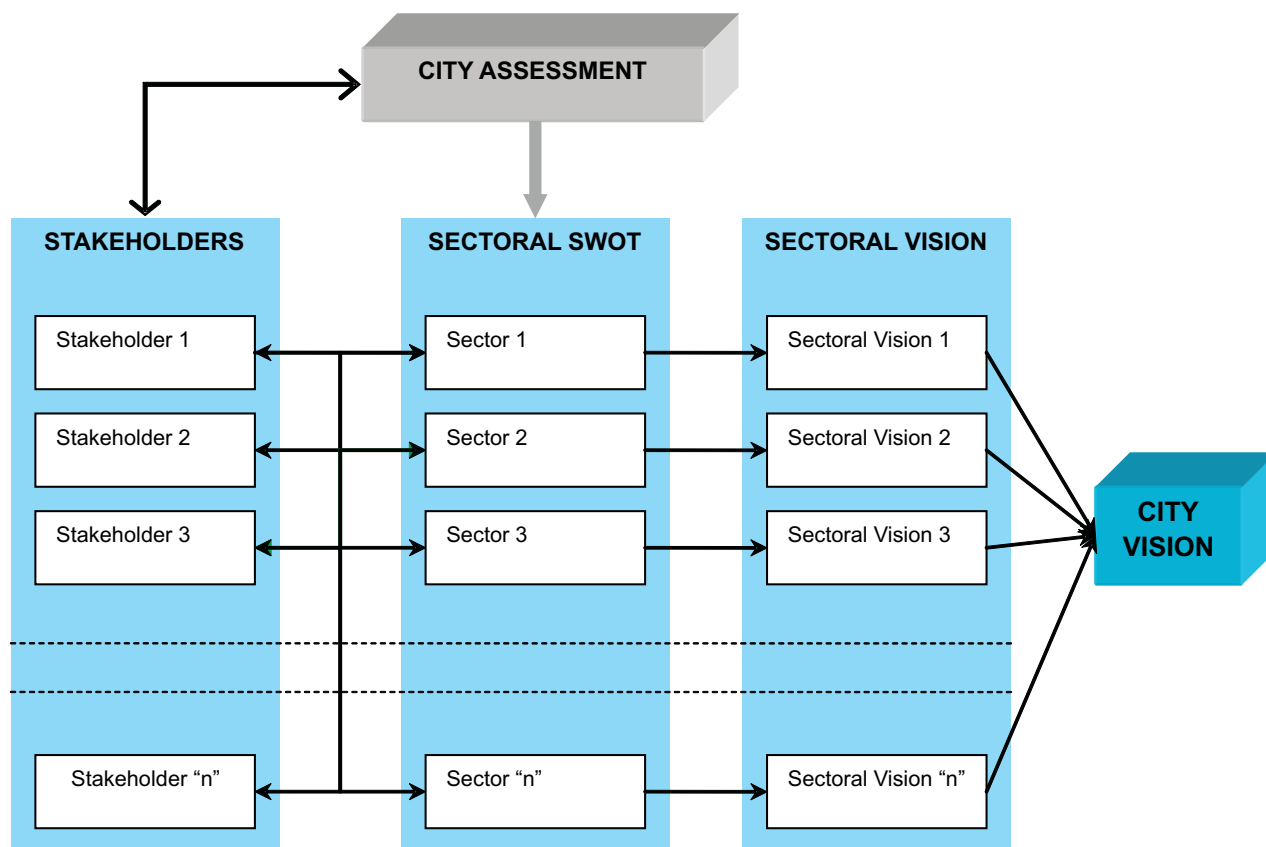 CITY ASSESSMENT
STAKEHOLDERS
SECTORAL SWOT
SECTORAL VISION
Stakeholder 1
Sector 1
Sectoral Vision 1
Stakeholder 2
Sector 2
Sectoral Vision 2
Stakeholder 3
Sector 3
Sectoral Vision 3
CITY
VISION
Stakeholder “n”
Sector “n”
Sectoral Vision “n”